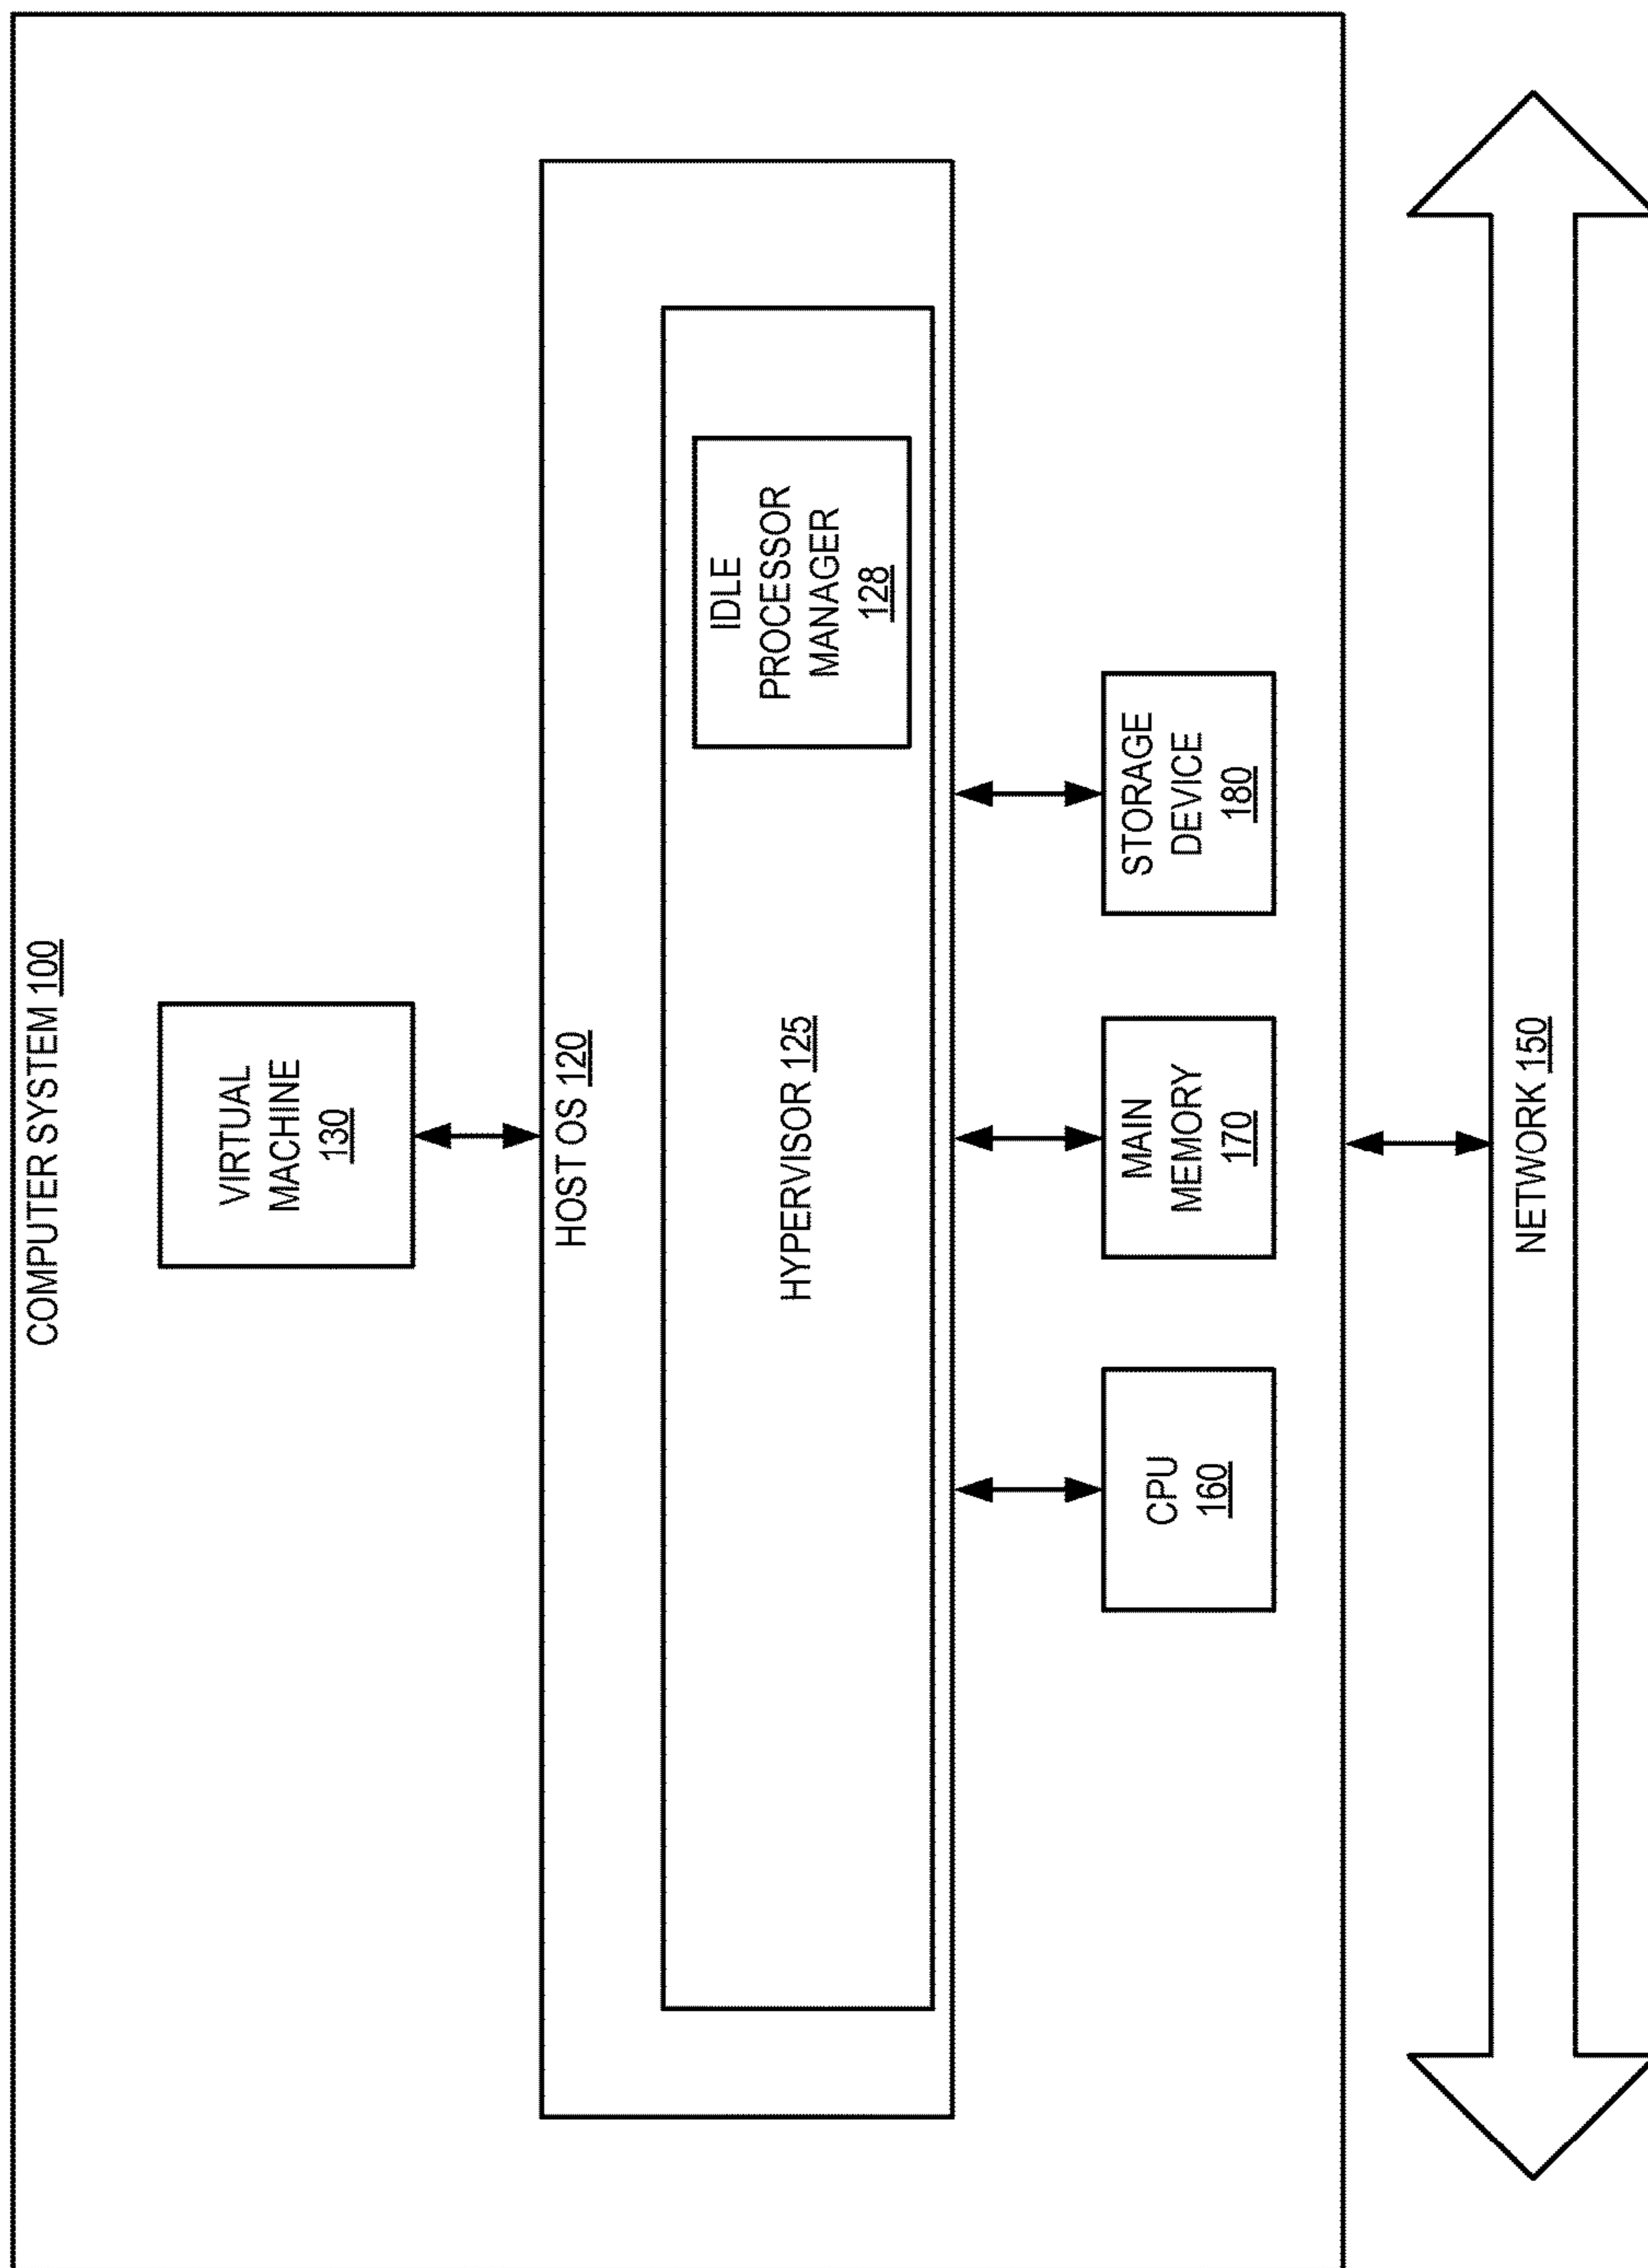 COMPUTER SYSTEM 100
VIRTUAL
MACHINE
130
HOST OS 120
HYPERVISOR 125
IDLE
PROCESSOR
MANAGER
128
CPU
160
MAIN
MEMORY
170
STORAGE
DEVICE
180
NETWORK 150